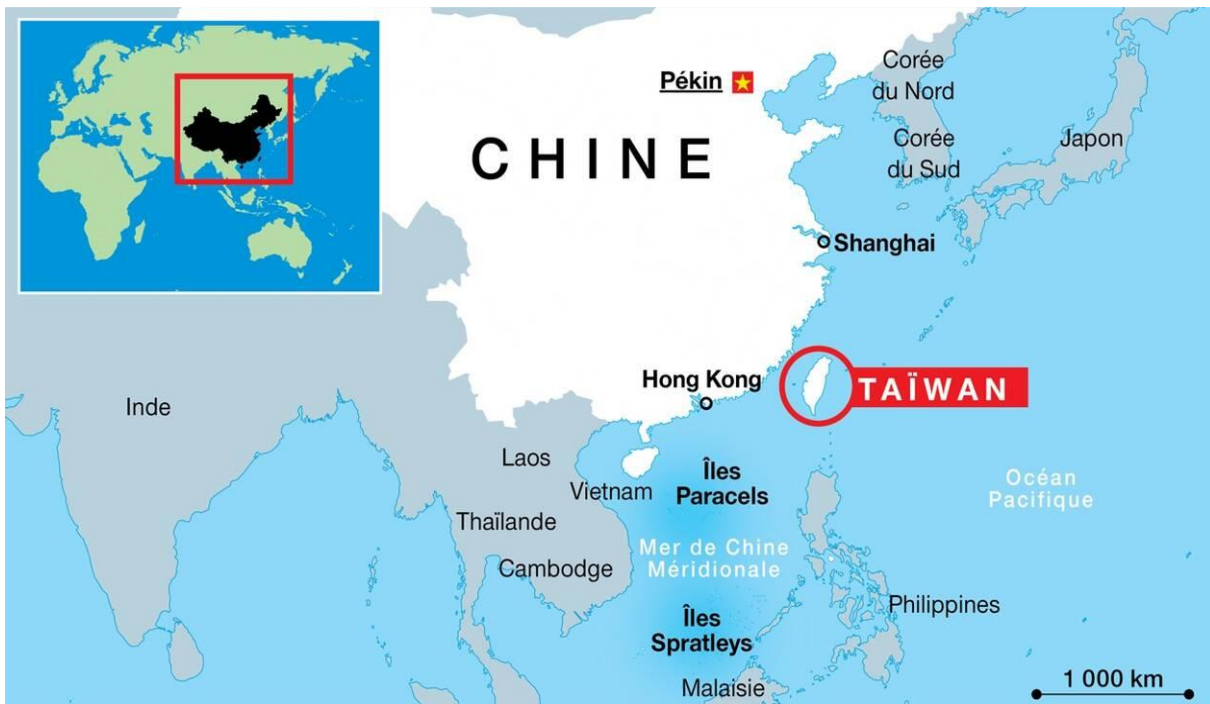 Pékin
CHINE
Corée
du Nord
Corée
du Sud
Japon
Shanghai
Hong Kong
TAÏWAN
Inde
Laos
Vietnam
Îles
Paracels
Océan
Pacifique
Thaïlande
Mer de Chine
Méridionale
Cambodge
Îles
Spratleys
Philippines
Malaisie
1 000 km